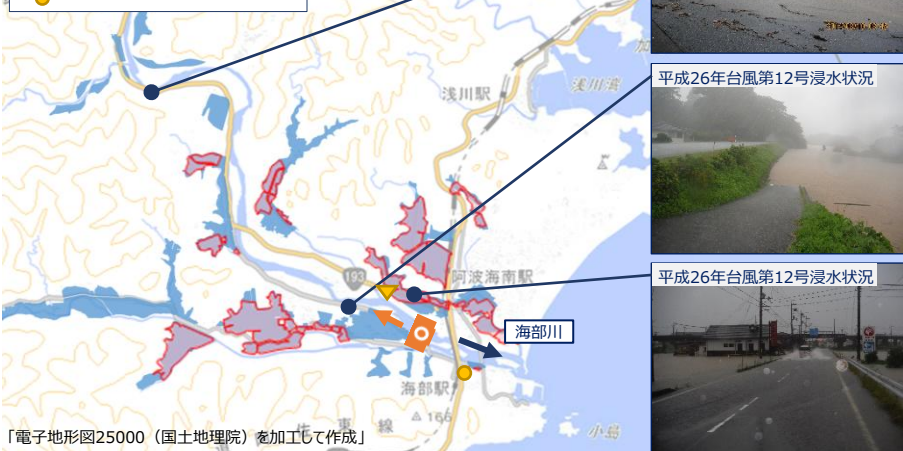 平成26年台風第12号浸水状況
浅川駅
浅川湾
193
阿波海南駅
平成26年台風第12号浸水状況
海部川
海部駅
166
線
小島
「電子地形図25000（国土地理院）を加工して作成」